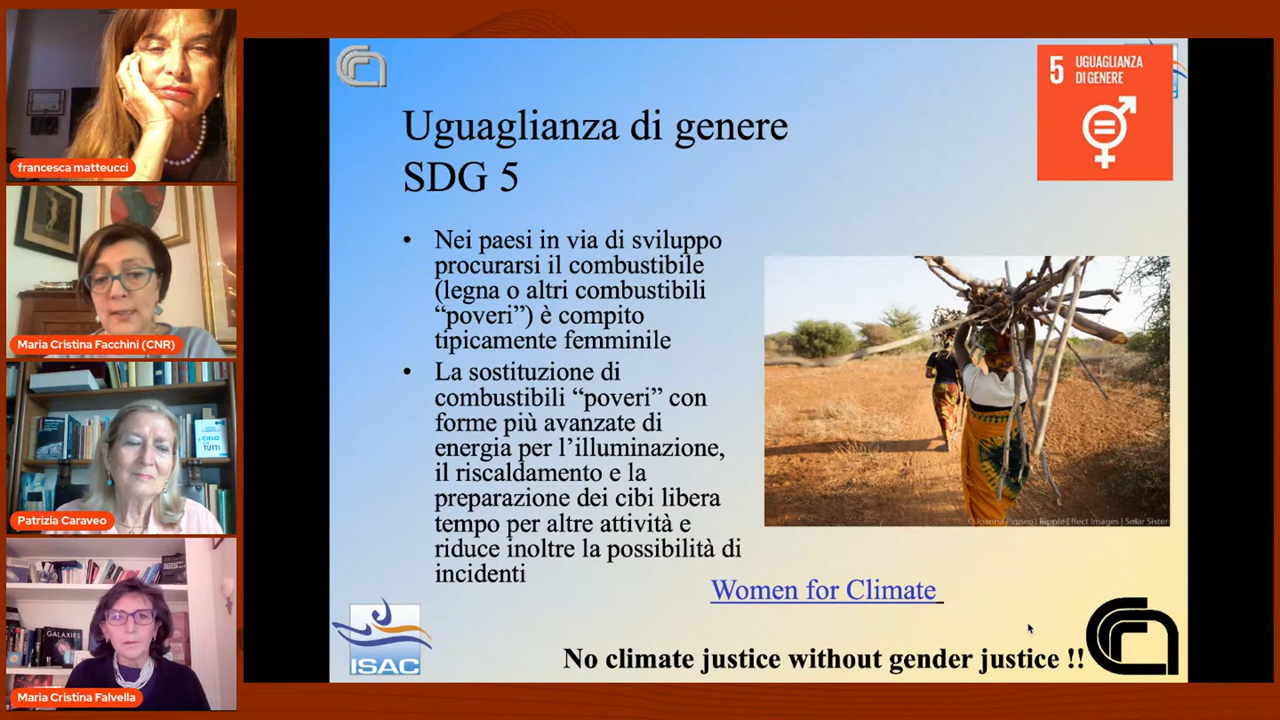 francesca matteucci
Maria Cristina Facchini (CNR)
IL CIELO
TUTTI
Patrizia Caraveo
GALAXIES
Maria Cristina Falvella
5 UGUAGLIANZA
DI GENERE
Uguaglianza di genere
SDG 5
• Nei paesi in via di sviluppo
procurarsi il combustibile
(legna o altri combustibili
“poveri”) è compito
tipicamente femminile
• La sostituzione di
combustibili “poveri” con
forme più avanzate di
energia per l’illuminazione,
il riscaldamento e la
preparazione dei cibi libera
tempo per altre attività e
riduce inoltre la possibilità di
incidenti
| Ripple Effect Images | Solar Sister
Women for Climate
ISAC
No climate justice without gender justice !!